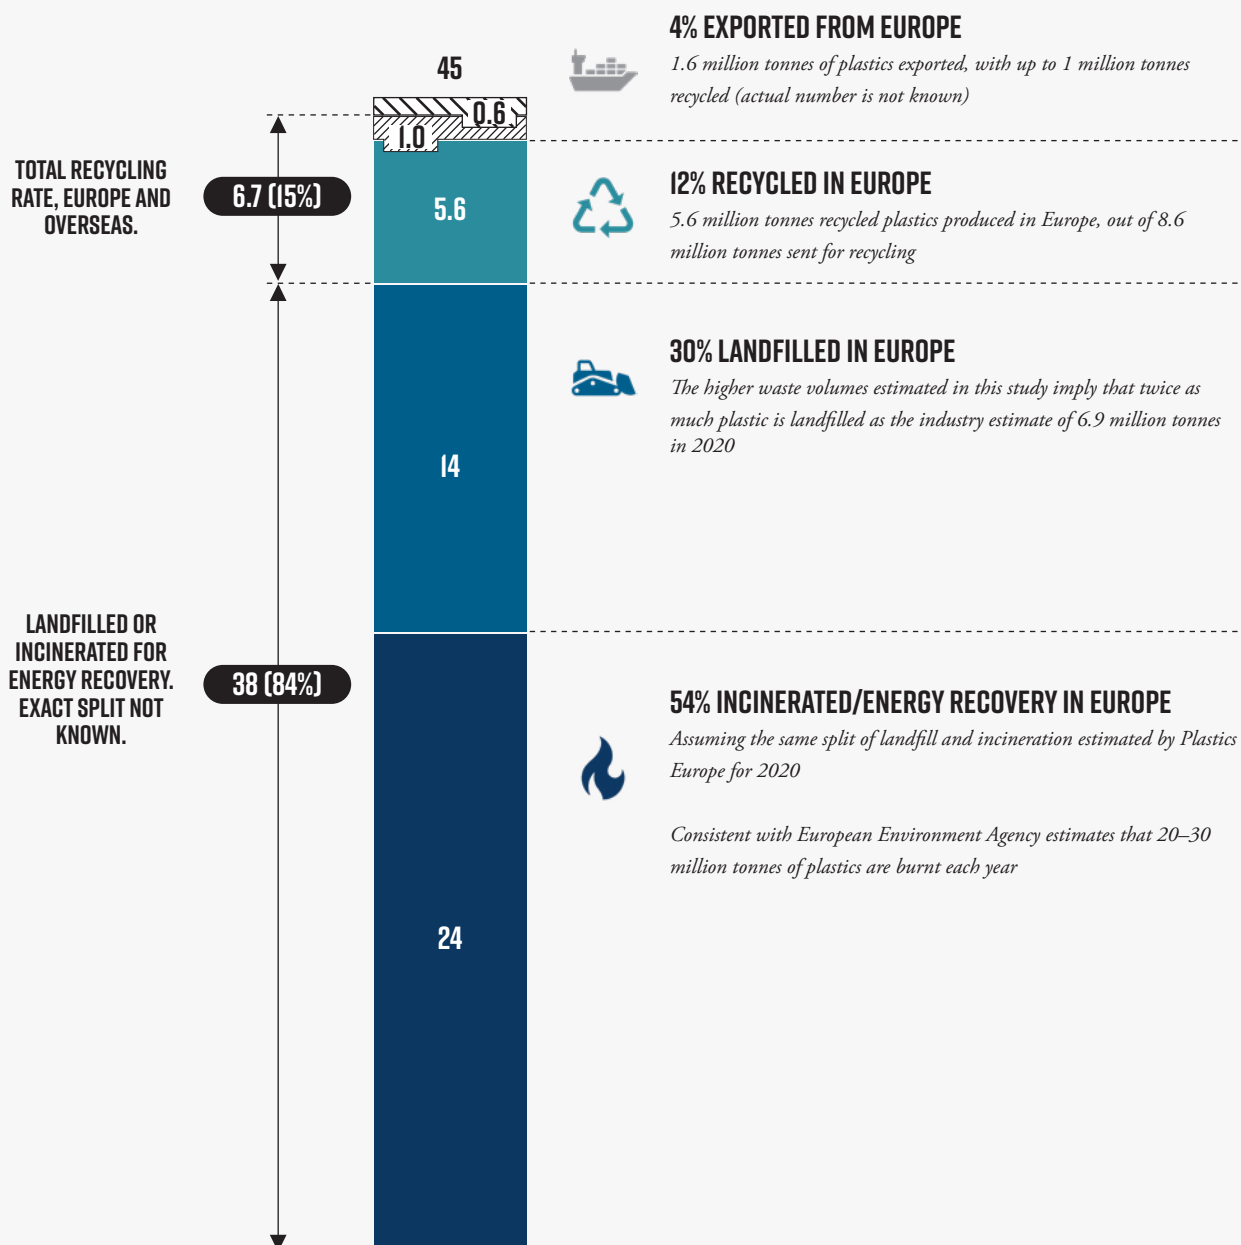 4% EXPORTED FROM EUROPE
1.6 million tonnes of plastics exported, with up to 1 million tonnes
recycled (actual number is not known)
45
0.6
1.0
TOTAL RECYCLING
RATE, EUROPE AND
OVERSEAS.
6.7 (15%)
5.6
12% RECYCLED IN EUROPE
5.6 million tonnes recycled plastics produced in Europe, out of 8.6
million tonnes sent for recycling
30% LANDFILLED IN EUROPE
The higher waste volumes estimated in this study imply that twice as
much plastic is landfilled as the industry estimate of 6.9 million tonnes
in 2020
14
LANDFILLED OR
INCINERATED FOR
ENERGY RECOVERY.
EXACT SPLIT NOT
KNOWN.
38 (84%)
54% INCINERATED/ENERGY RECOVERY IN EUROPE
Assuming the same split of landfill and incineration estimated by Plastics
Europe for 2020
Consistent with European Environment Agency estimates that 20–30
million tonnes of plastics are burnt each year
24